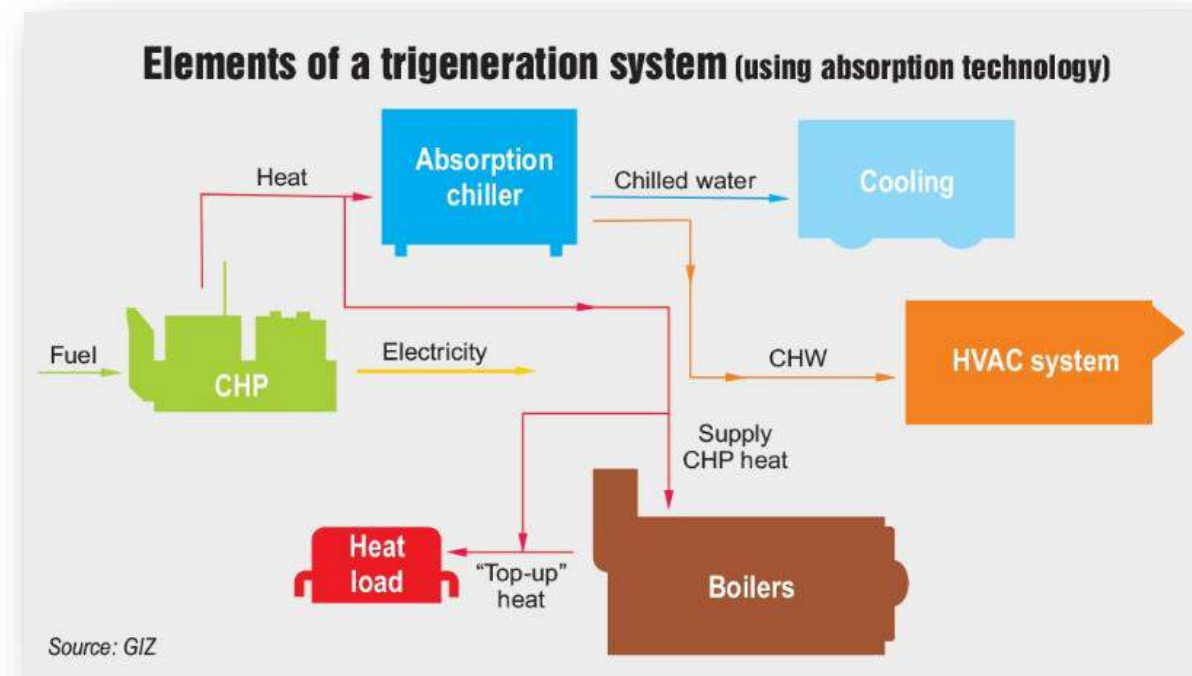 Elements of a trigeneration system (using absorption technology)
Heat
Absorption
chiller
Chilled water
Cooling
Fuel
CHP
Electricity
CHW
HVAC system
Supply
CHP heat
Heat
load
“Top-up”
heat
Boilers
Source: GIZ